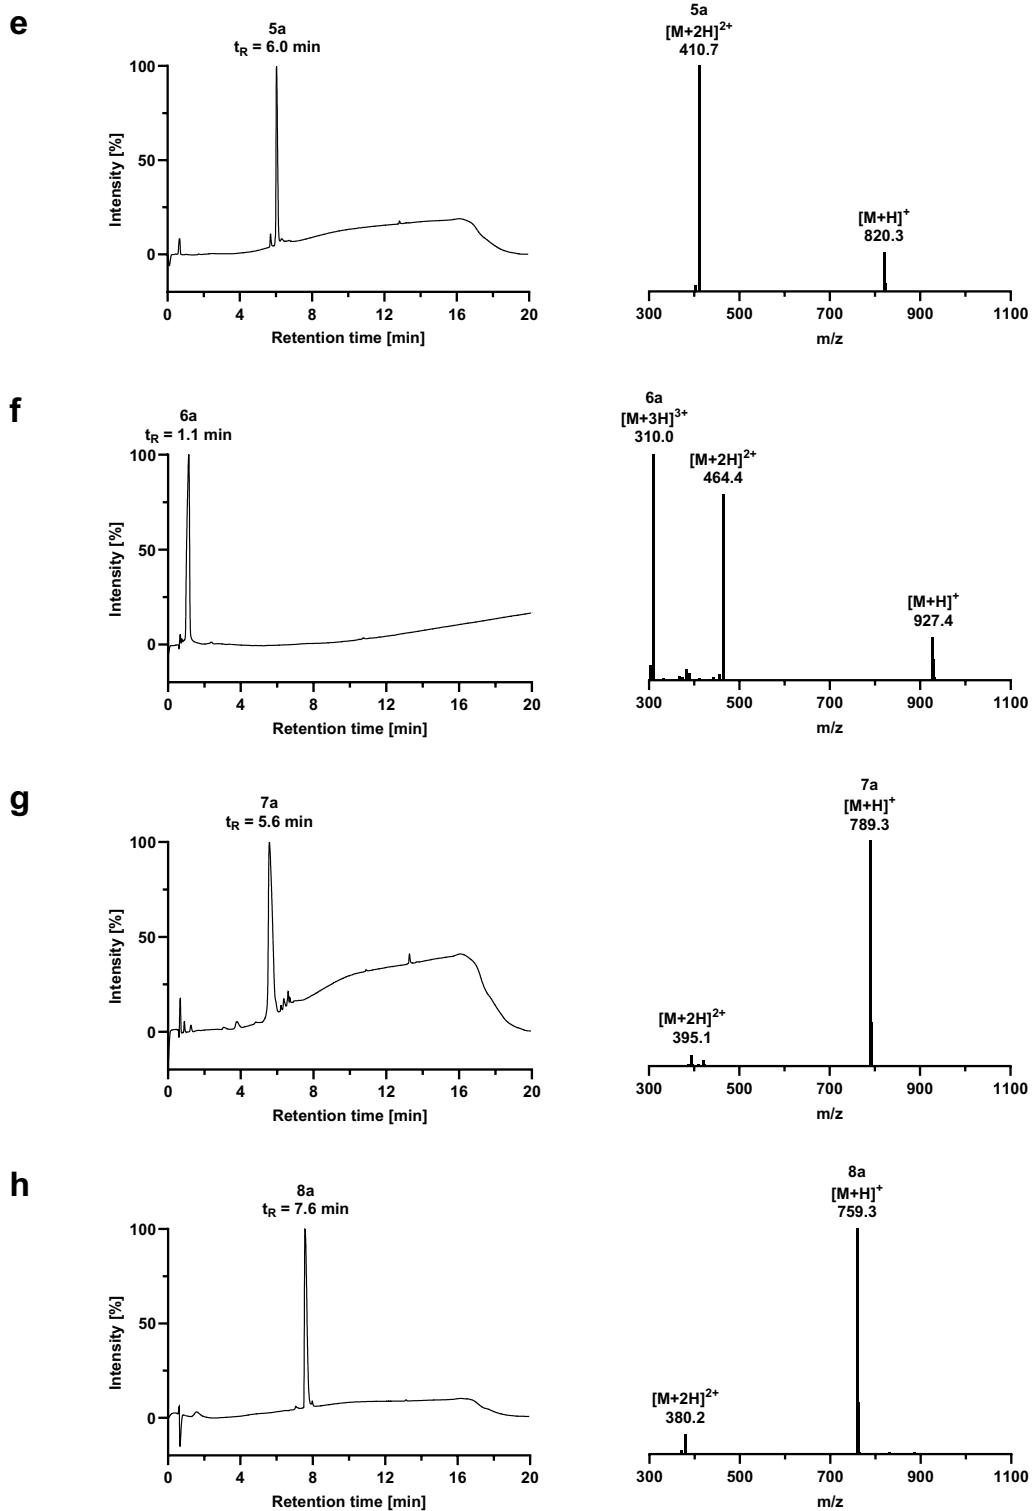 e
5a
tR = 6.0 min
100
50
0
Intensity [%]
0 4 8 12 16 20
Retention time [min]
5a
[M+2H]2+
410.7
[M+H]+
820.3
300 500 700 900 1100
m/z
f
6a
tR = 1.1 min
100
50
0
Intensity [%]
0 4 8 12 16 20
Retention time [min]
6a
[M+3H]3+
310.0
[M+2H]2+
464.4
[M+H]+
927.4
300 500 700 900 1100
m/z
g
7a
tR = 5.6 min
100
50
0
Intensity [%]
0 4 8 12 16 20
Retention time [min]
7a
[M+H]+
789.3
[M+2H]2+
395.1
300 500 700 900 1100
m/z
h
8a
tR = 7.6 min
100
50
0
Intensity [%]
0 4 8 12 16 20
Retention time [min]
8a
[M+H]+
759.3
[M+2H]2+
380.2
300 500 700 900 1100
m/z